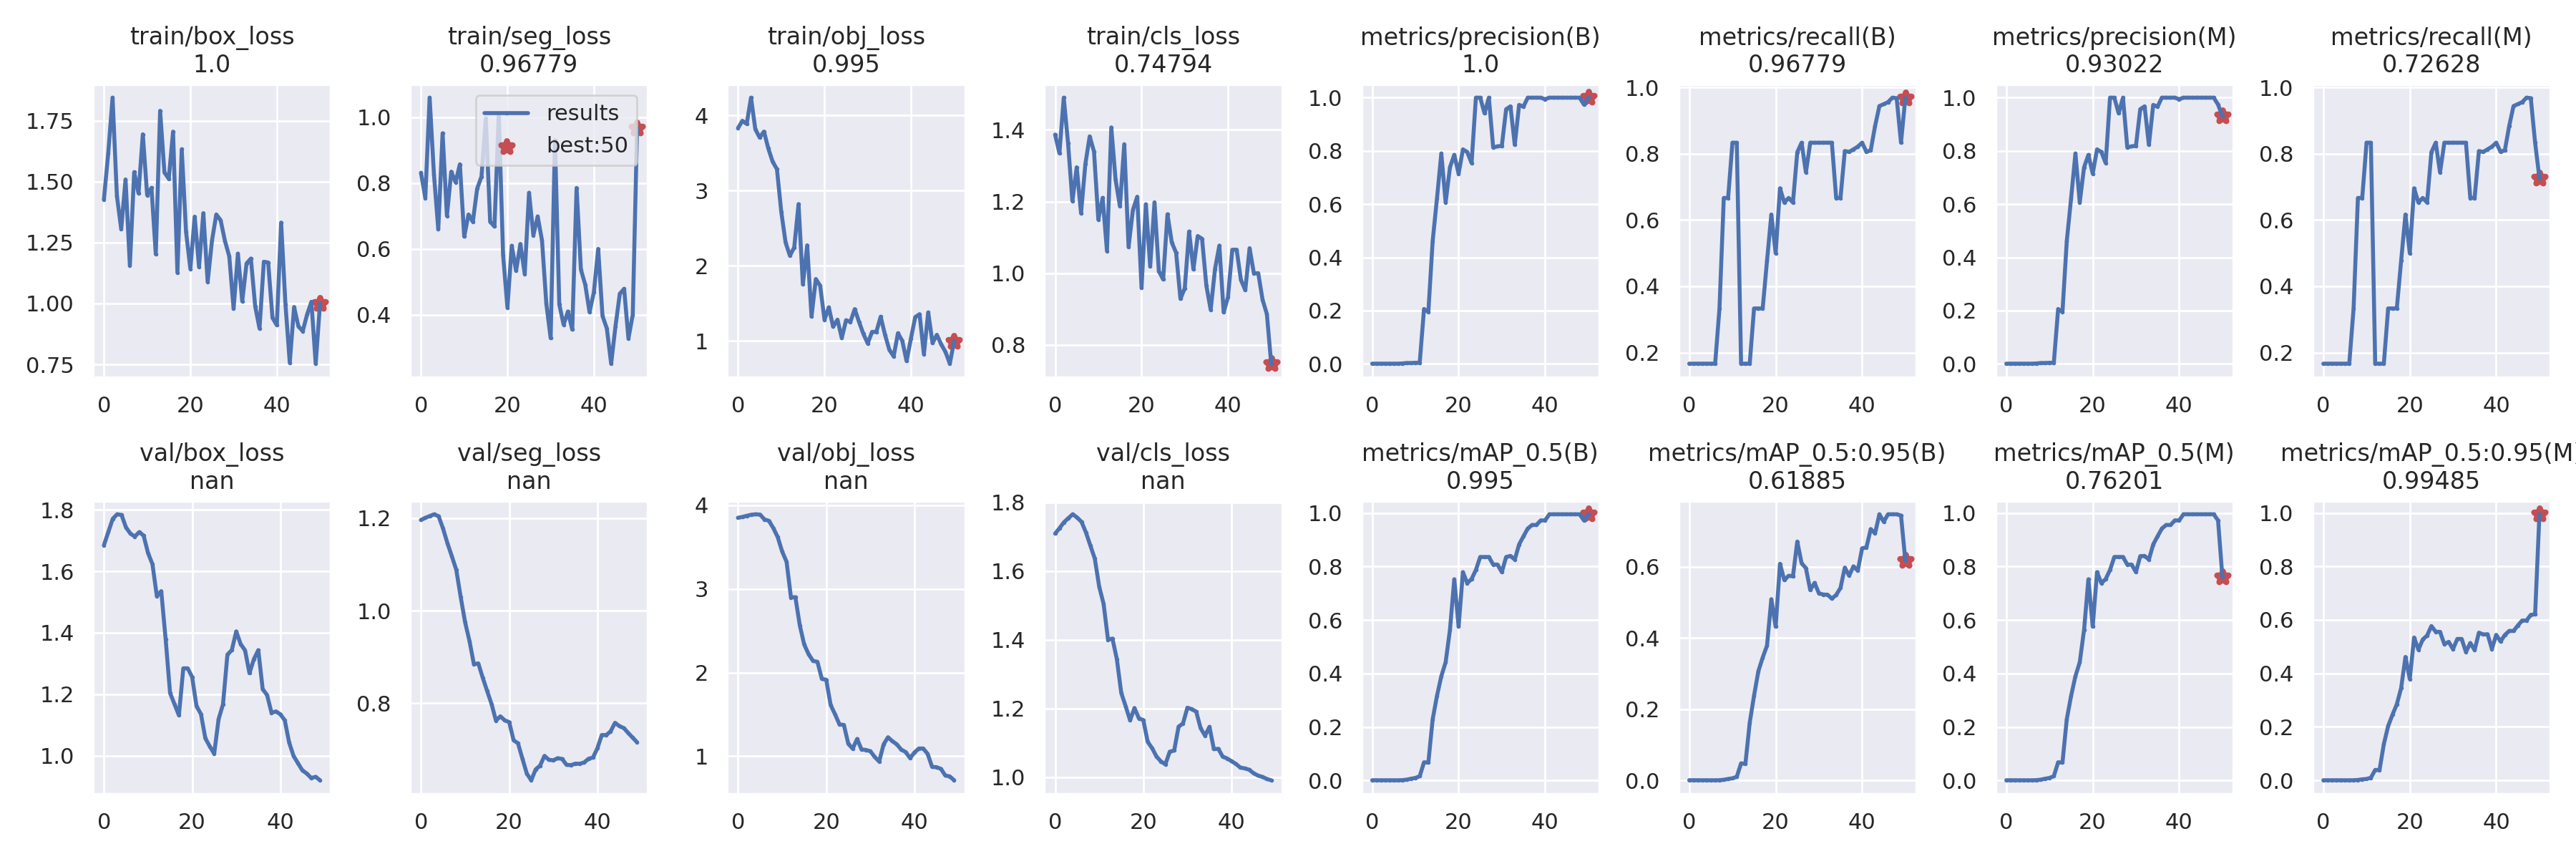 train/box_loss
1.0
train/seg_loss
0.96779
train/obj_loss
0.995
train/cls_loss
0.74794
metrics/precision(B)
1.0
metrics/recall(B)
0.96779
metrics/precision(M)
0.93022
metrics/recall(M)
0.72628
1.75
1.50
1.25
1.00
0.75
0 20 40
results
best:50
1.0
0.8
0.6
0.4
0 20 40
4
3
2
1
0 20 40
1.4
1.2
1.0
0.8
0 20 40
1.0
0.8
0.6
0.4
0.2
0.0
0 20 40
1.0
0.8
0.6
0.4
0.2
0 20 40
1.0
0.8
0.6
0.4
0.2
0.0
0 20 40
1.0
0.8
0.6
0.4
0.2
0 20 40
val/box_loss
nan
val/seg_loss
nan
val/obj_loss
nan
val/cls_loss
nan
metrics/mAP_0.5(B)
0.995
metrics/mAP_0.5:0.95(B)
0.61885
metrics/mAP_0.5(M)
0.76201
metrics/mAP_0.5:0.95(M
0.99485
1.8
1.6
1.4
1.2
1.0
0 20 40
1.2
1.0
0.8
0 20 40
4
3
2
1
0 20 40
1.8
1.6
1.4
1.2
1.0
0 20 40
1.0
0.8
0.6
0.4
0.2
0.0
0 20 40
0.6
0.4
0.2
0.0
0 20 40
1.0
0.8
0.6
0.4
0.2
0.0
0 20 40
1.0
0.8
0.6
0.4
0.2
0.0
0 20 40